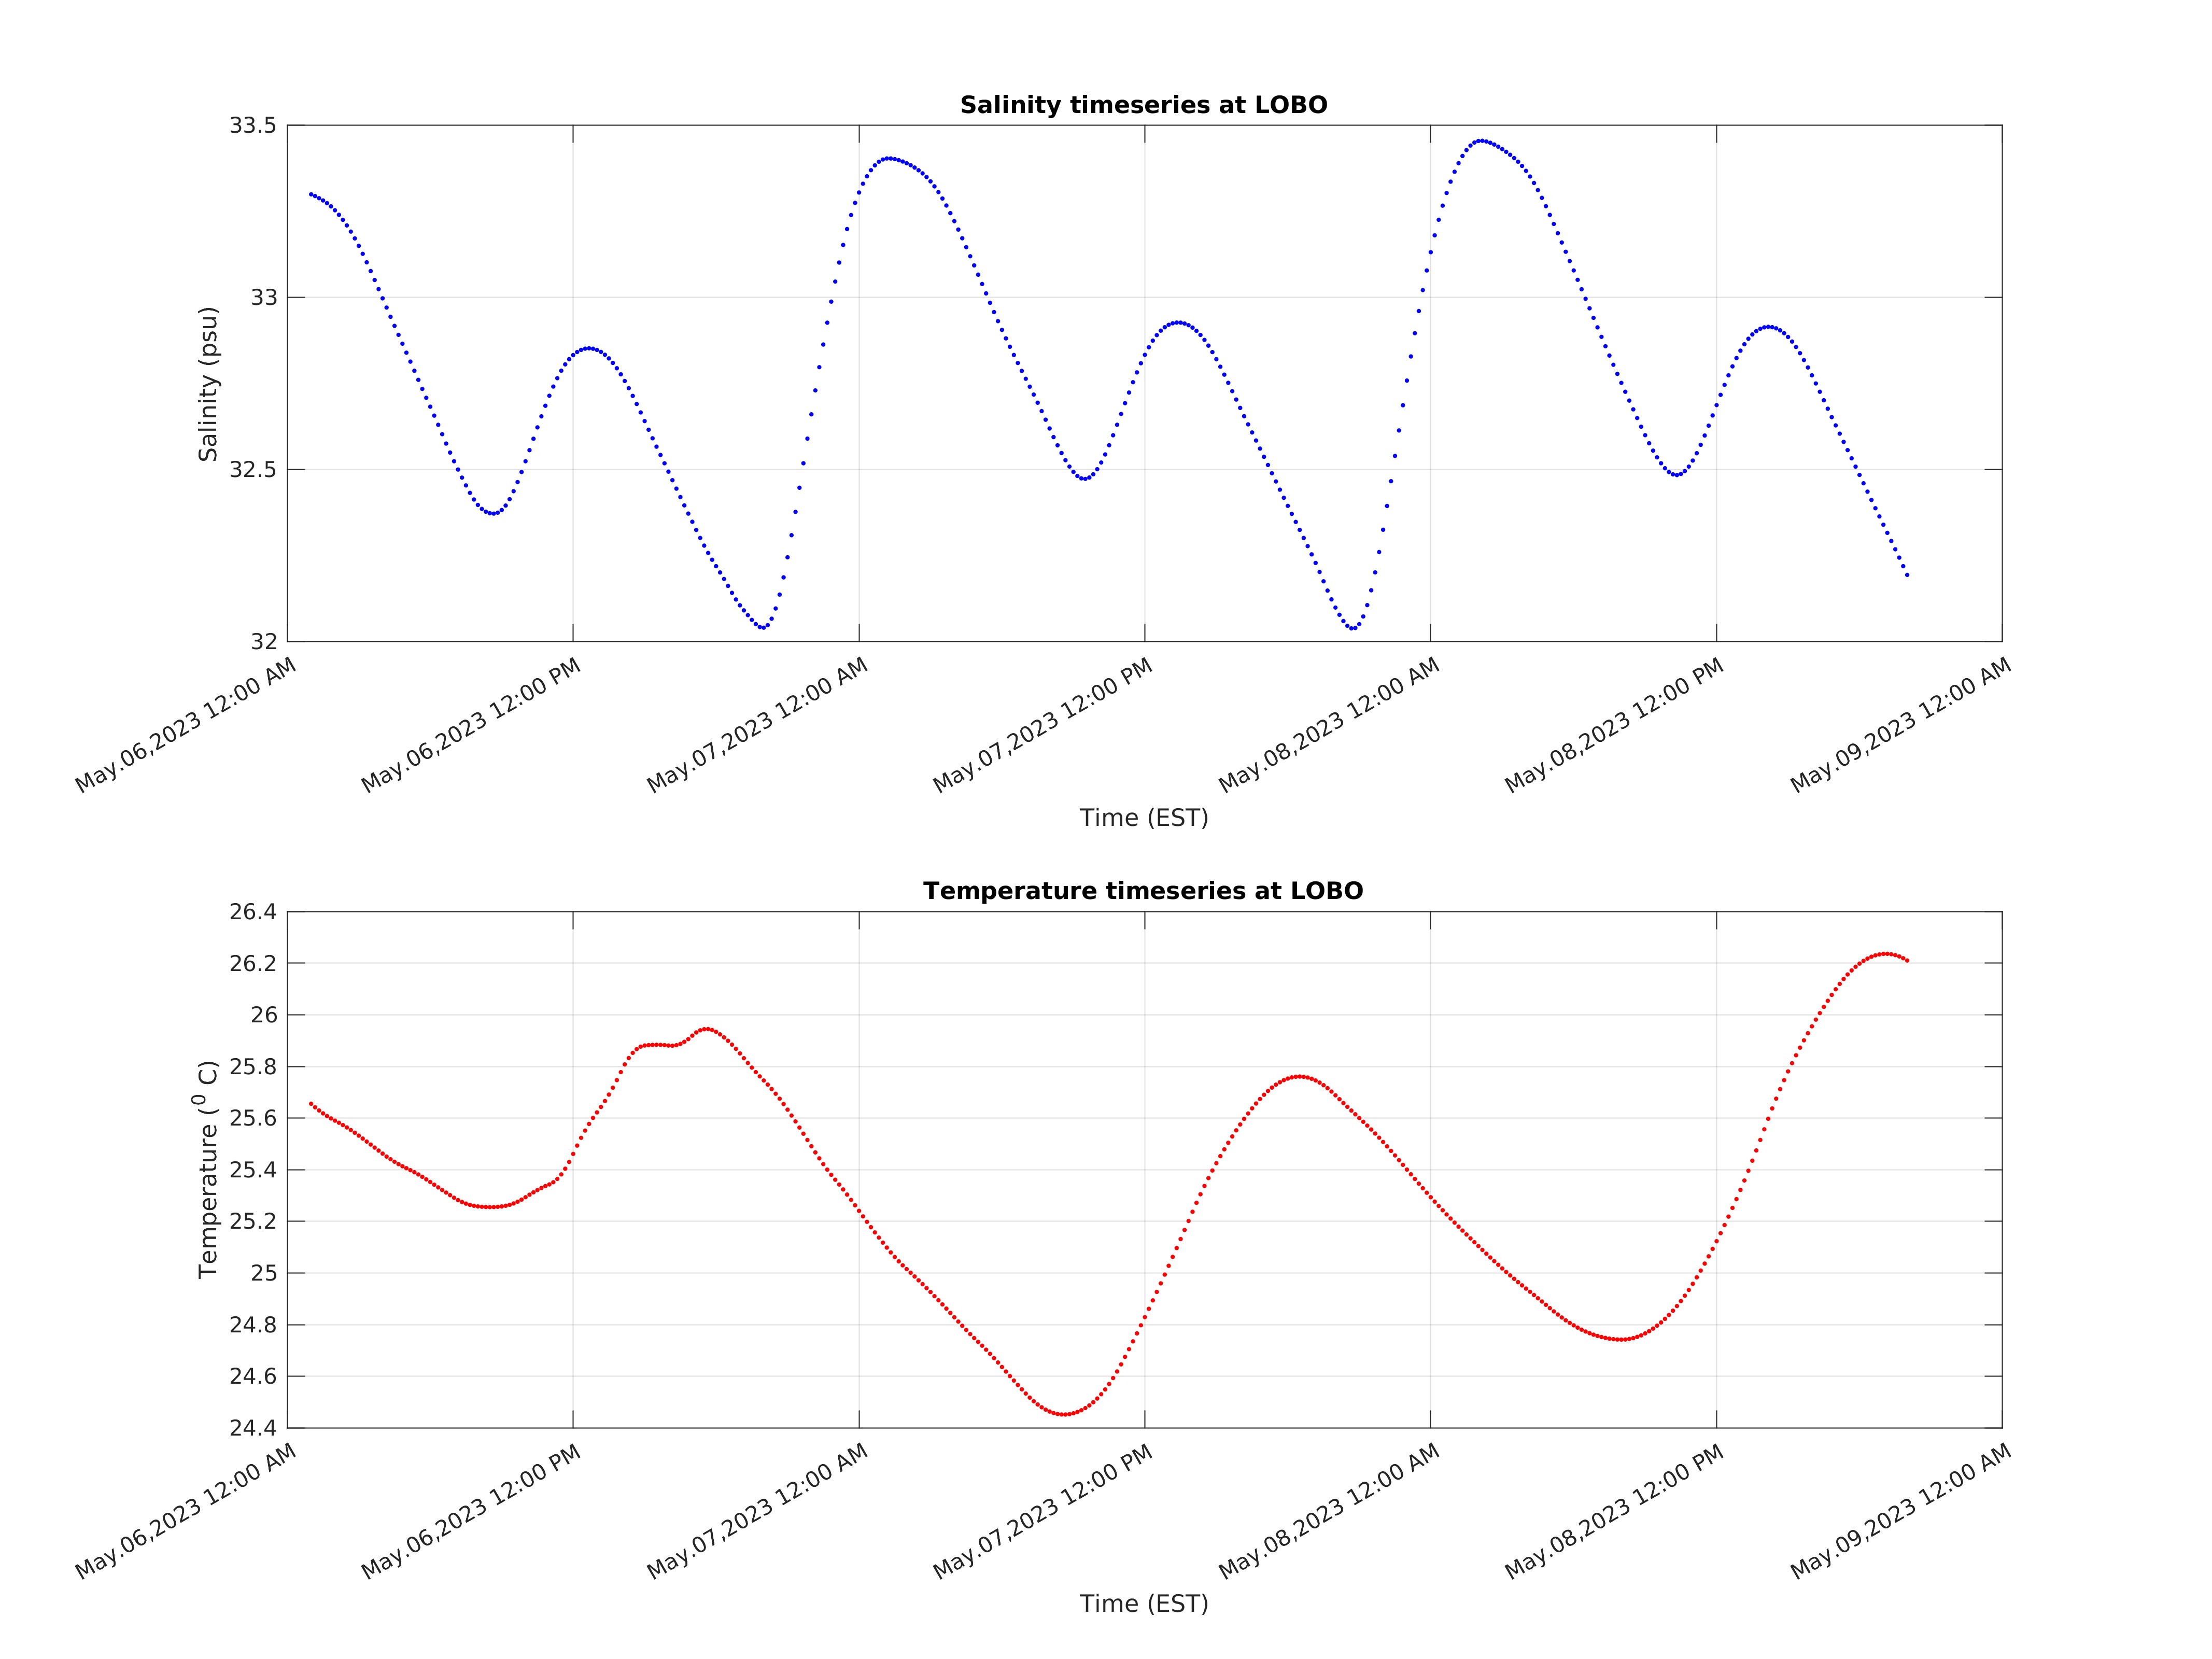 Salinity timeseries at LOBO
33.5
33
32.5
32
Salinity (psu)
May.06,2023 12:00 AM
May.06,2023 12:00 PM
May.07,2023 12:00 AM
May.07,2023 12:00 PM
May.08,2023 12:00 AM
May.08,2023 12:00 PM
May.09,2023 12:00 AM
Time (EST)
Temperature timeseries at LOBO
26.4
26.2
26
25.8
25.6
25.4
25.2
25
24.8
24.6
24.4
Temperature (⁰ C)
May.06,2023 12:00 AM
May.06,2023 12:00 PM
May.07,2023 12:00 AM
May.07,2023 12:00 PM
May.08,2023 12:00 AM
May.08,2023 12:00 PM
May.09,2023 12:00 AM
Time (EST)